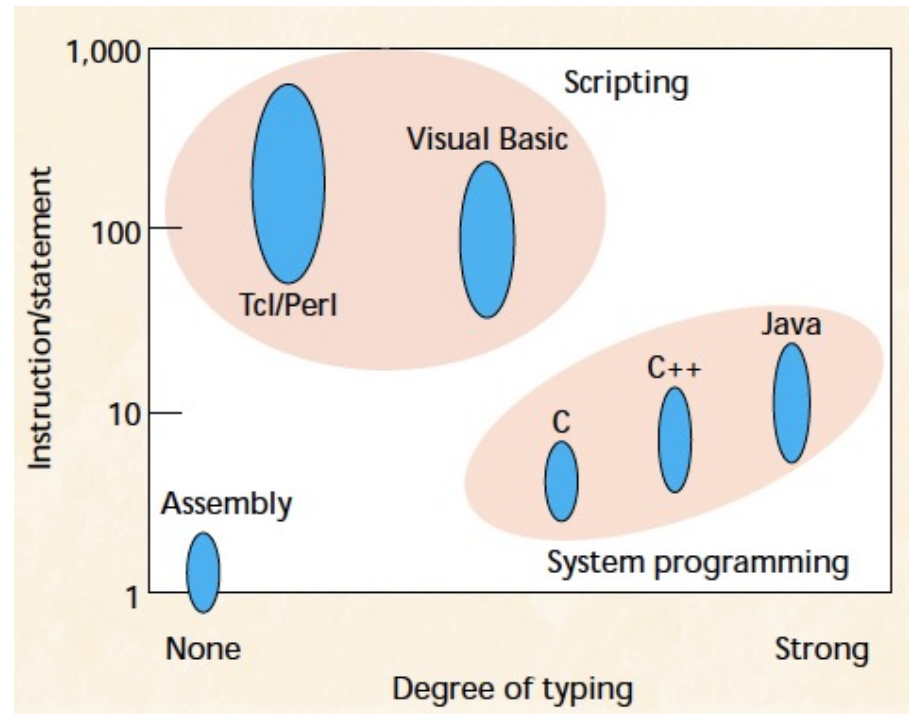 1,000
Scripting
Visual Basic
100
Tcl/Perl
Java
C++
10
C
Assembly
System programming
1
None
Strong
Degree of typing
Instruction/statement